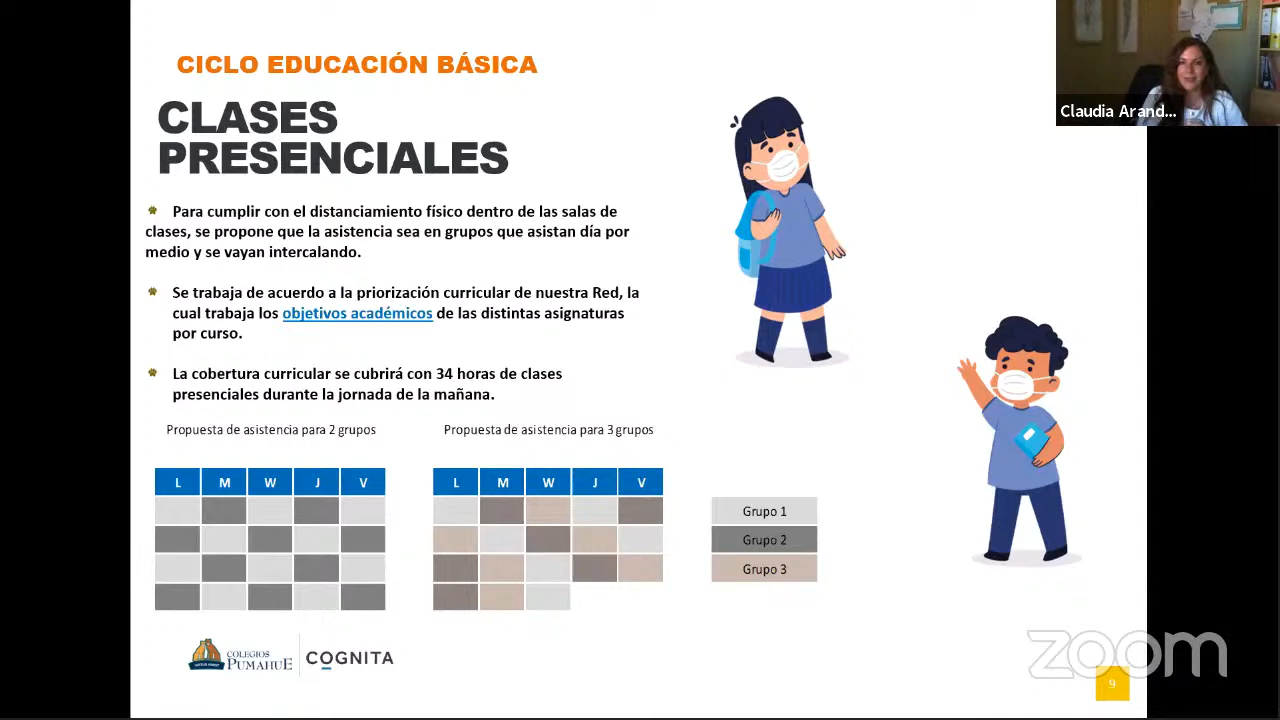 CICLO EDUCACIÓN BÁSICA
CLASES
PRESENCIALES
Para cumplir con el distanciamiento físico dentro de las salas de
clases, se propone que la asistencia sea en grupos que asistan día por
medio y se vayan intercalando.
Se trabaja de acuerdo a la priorización curricular de nuestra Red, la
cual trabaja los objetivos académicos de las distintas asignaturas
por curso.
La cobertura curricular se cubrirá con 34 horas de clases
presenciales durante la jornada de la mañana.
Propuesta de asistencia para 2 grupos
L M W J V
Propuesta de asistencia para 3 grupos
L M W J V
Grupo 1
Grupo 2
Grupo 3
COLEGIOS
PUMAHUE
COGNITA
Claudia Arand...
zoom
9